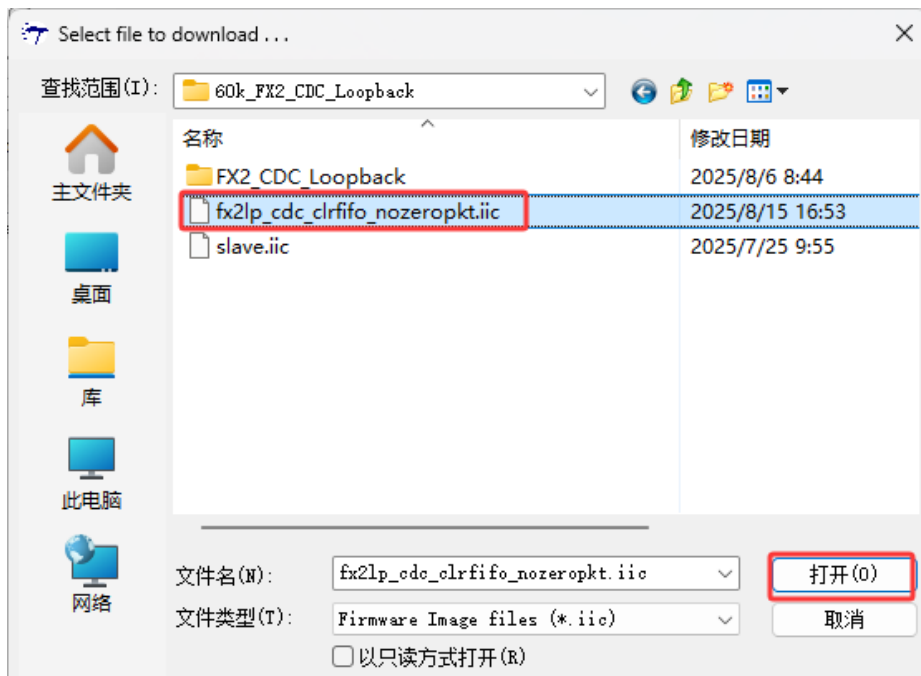 Select file to download . . .
查找范围(I):
60k_FX2_CDC_Loopback
名称
修改日期
FX2_CDC_Loopback
2025/8/6 8:44
fx2lp_cdc_clrfifo_nozeropkt.iic
2025/8/15 16:53
slave.iic
2025/7/25 9:55
主文件夹
桌面
库
此电脑
网络
文件名(N):
fx2lp_cdc_clrfifo_nozeropkt.iic
打开(O)
文件类型(T):
Firmware Image files (*.iic)
取消
以只读方式打开(R)